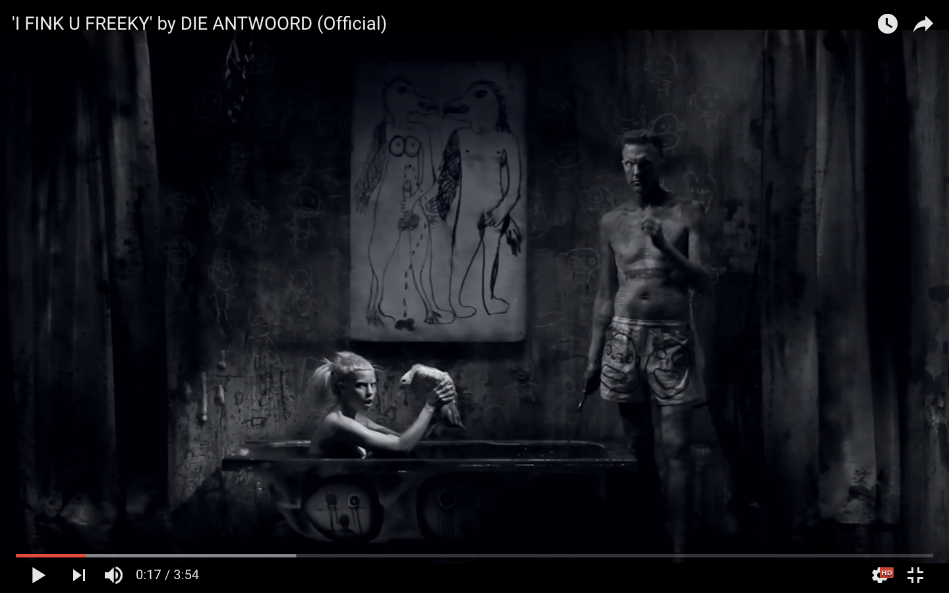 'I FINK U FREEKY' by DIE ANTWOORD (Official)
0:17 / 3:54
HD